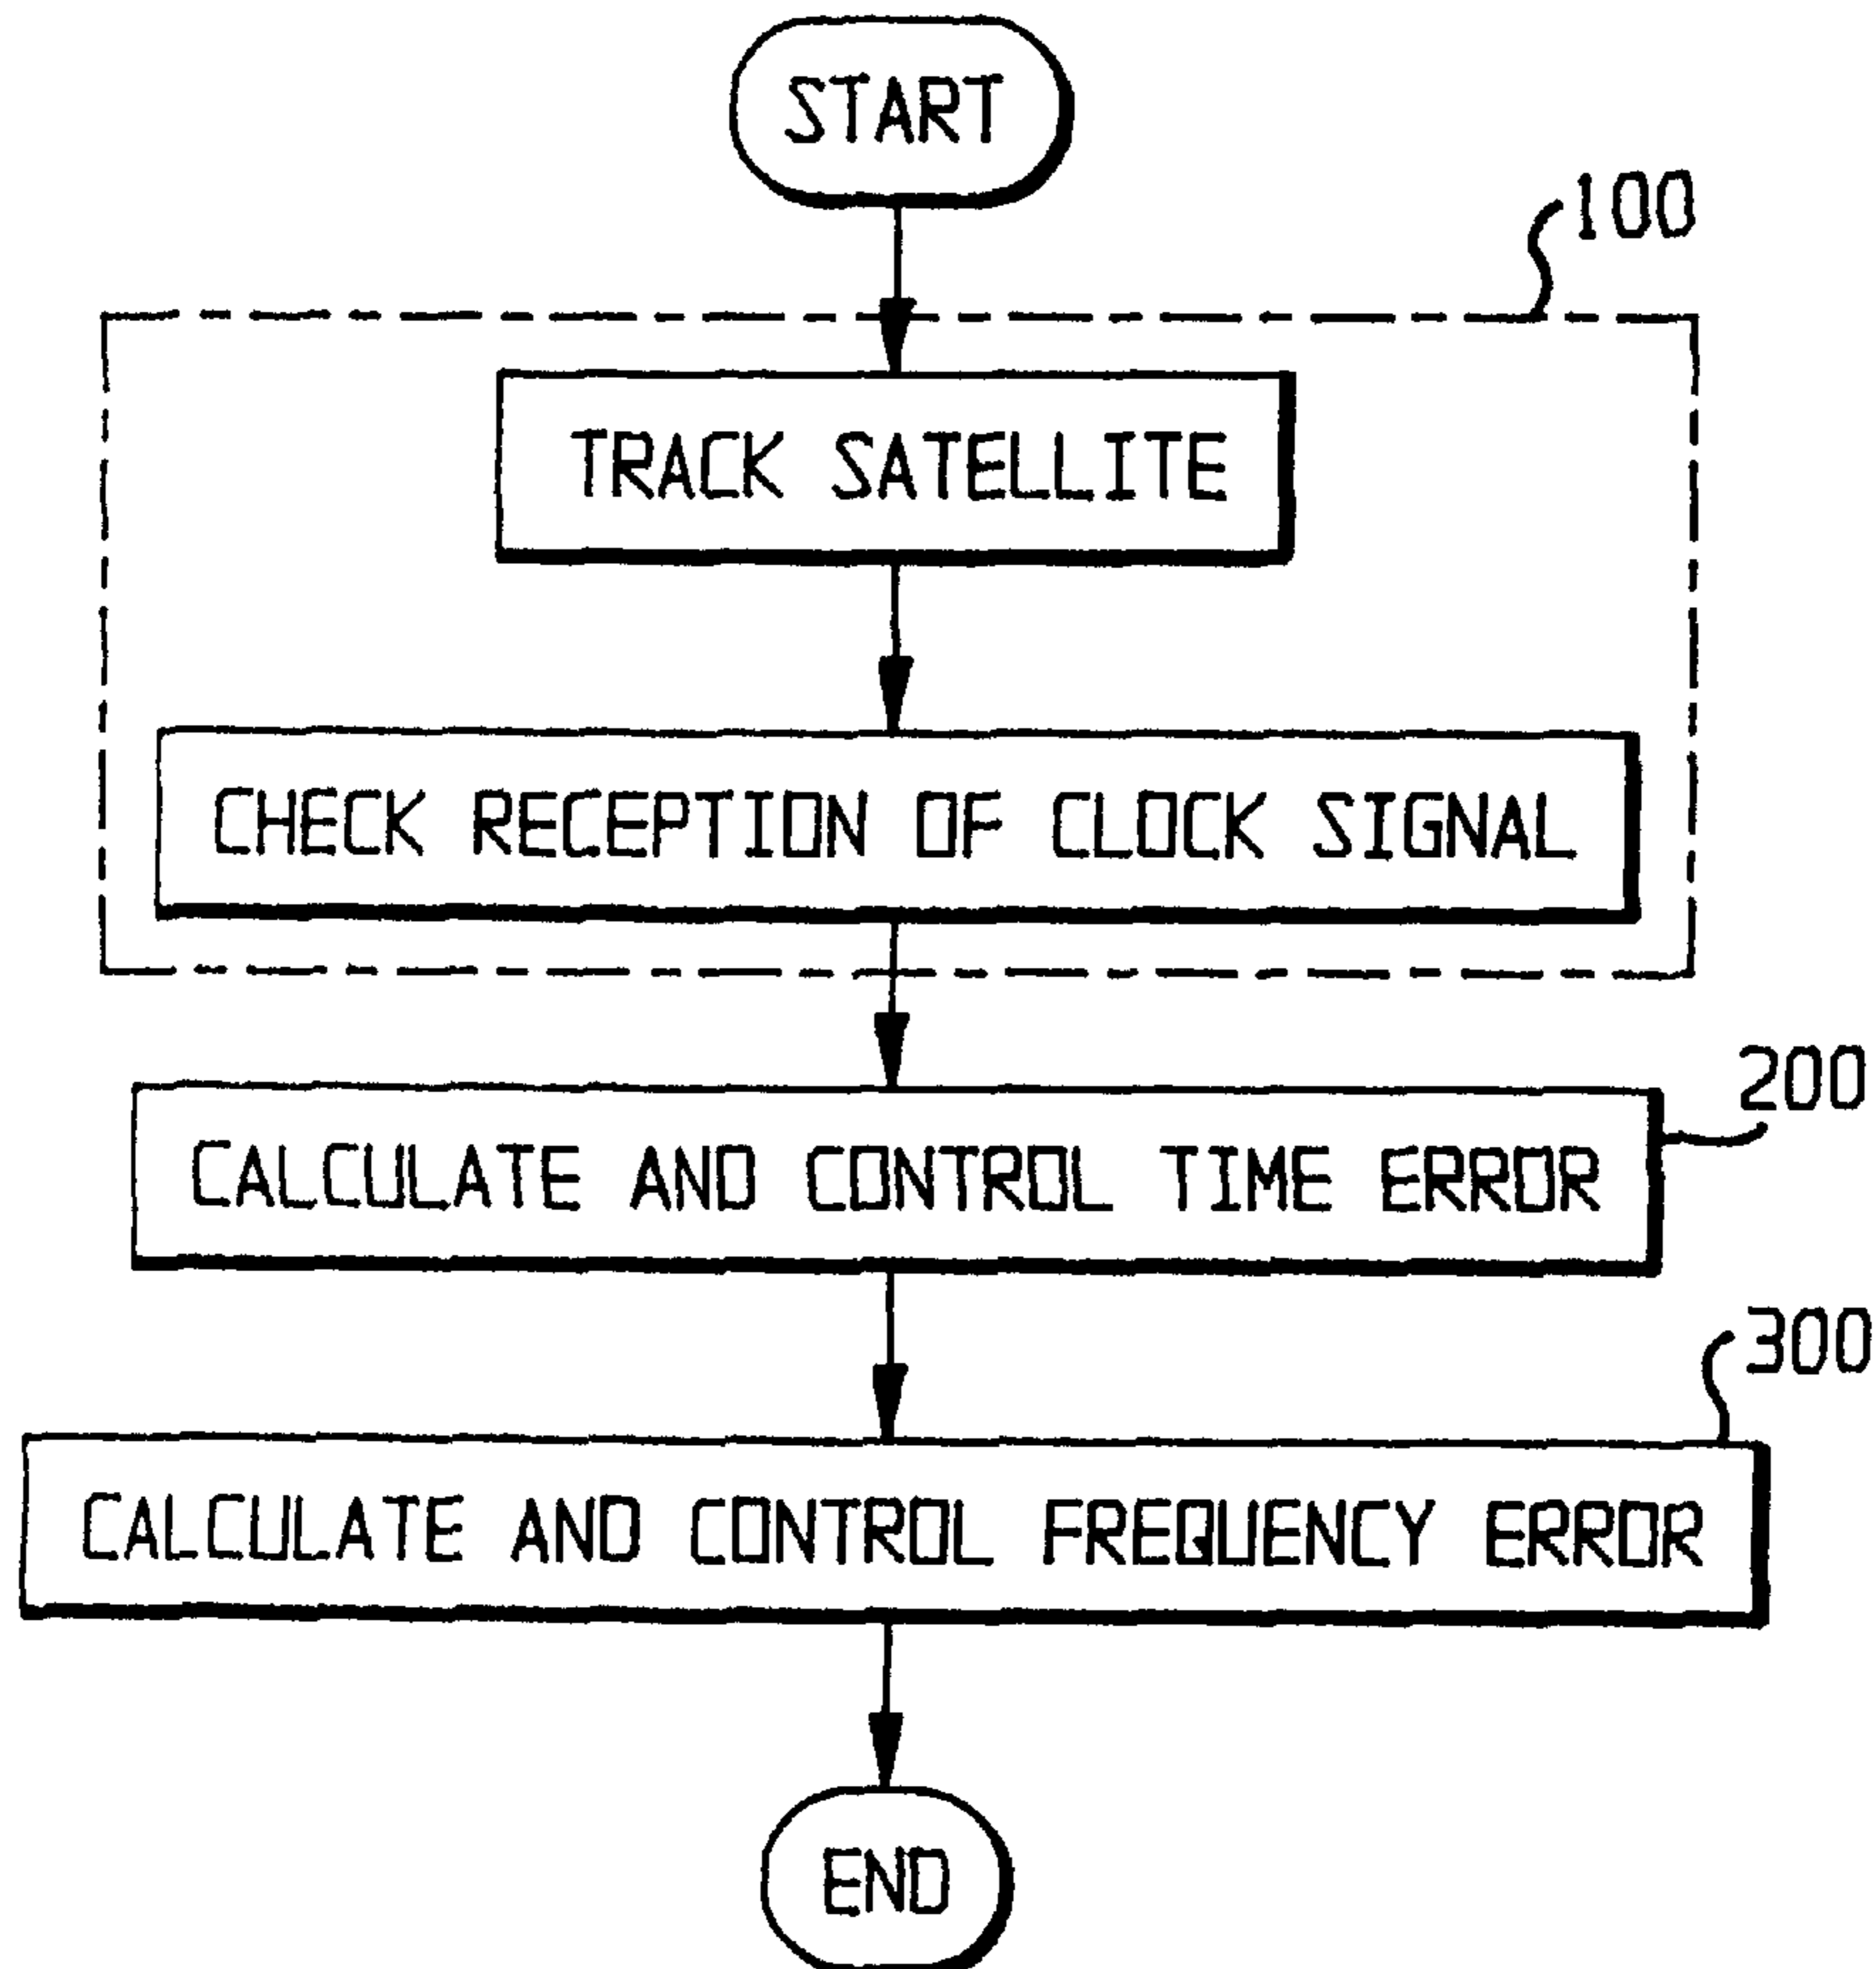 START
100
TRACK SATELLITE
CHECK RECEPTION OF CLOCK SIGNAL
200
CALCULATE AND CONTROL TIME ERROR
300
CALCULATE AND CONTROL FREQUENCY ERROR
END